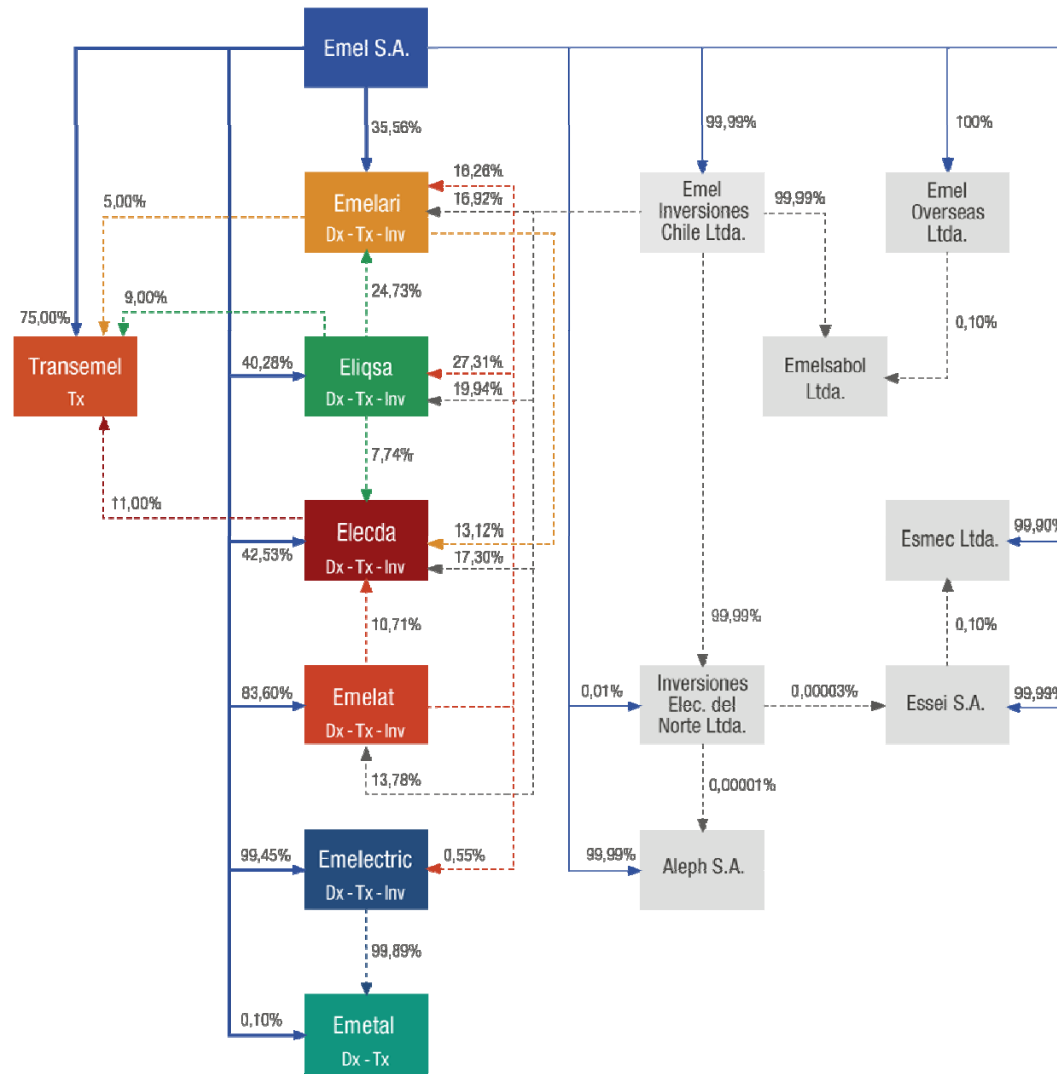 Emel S.A.
35,56%
99,99%
100%
Emelari
Dx - Tx - Inv
16,92%
5,00%
Emel
Inversiones
Chile Ltda.
99,99%
Emel
Overseas
Ltda.
24,73%
9,00%
75,00%
0,10%
Transemel
Tx
40,28%
Eliqsa
Dx - Tx - Inv
27,31%
19,94%
Emelsabol
Ltda.
7,74%
11,00%
Elecda
Dx - Tx - Inv
42,53%
13,12%
17,30%
Esmec Ltda.
99,90%
10,71%
99,99%
0,10%
83,60%
Emelat
Dx - Tx - Inv
0,01%
Inversiones
Elec. del
Norte Ltda.
0,00003%
Essei S.A.
99,99%
13,78%
0,00001%
99,45%
Emelectric
Dx - Tx - Inv
0,55%
99,99%
Aleph S.A.
99,89%
0,10%
Emetal
Dx - Tx